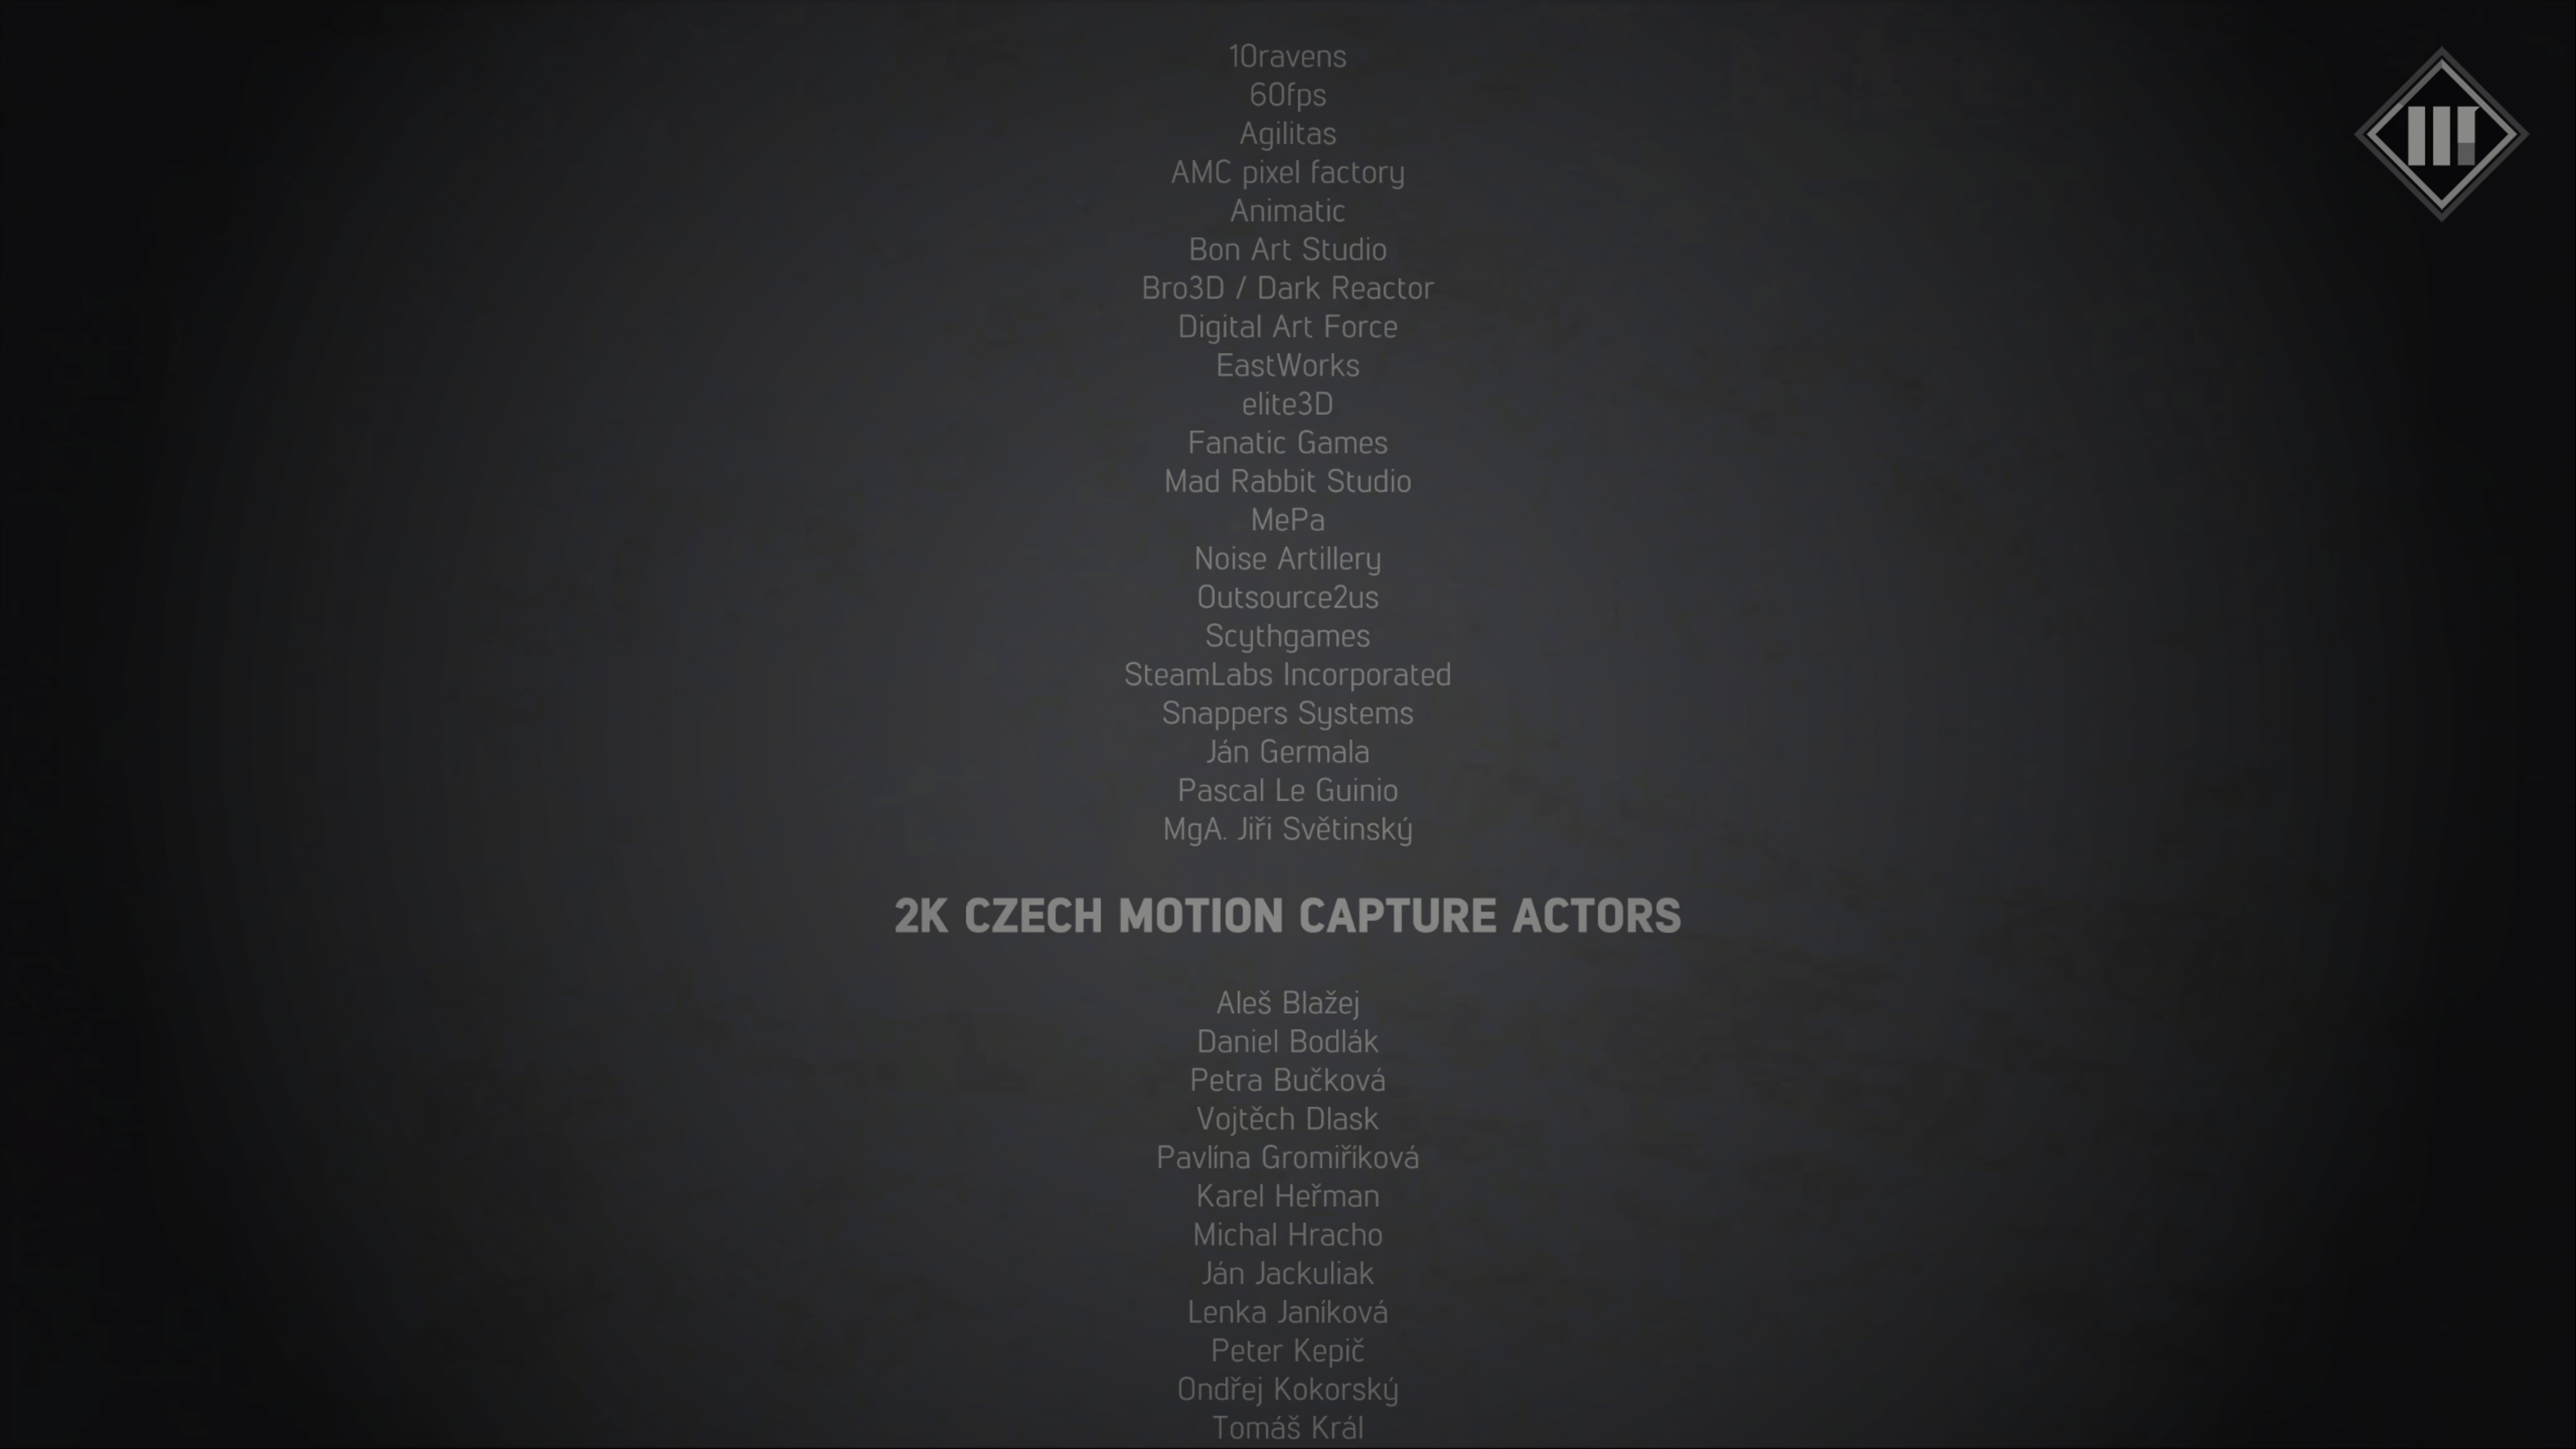 10ravens
60fps
Agilitas
AMC pixel factory
Animatic
Bon Art Studio
Bro3D / Dark Reactor
Digital Art Force
EastWorks
elite3D
Fanatic Games
Mad Rabbit Studio
MePa
Noise Artillery
Outsource2us
Scythgames
SteamLabs Incorporated
Snappers Systems
Ján Germala
Pascal Le Guinio
MgA. Jiři Světinský
2K CZECH MOTION CAPTURE ACTORS
Aleš Blažej
Daniel Bodlák
Petra Bučková
Vojtěch Dlask
Pavlína Gromiříková
Karel Heřman
Michal Hracho
Ján Jackuliak
Lenka Janíková
Peter Kepič
Ondřej Kokorský
Tomáš Král